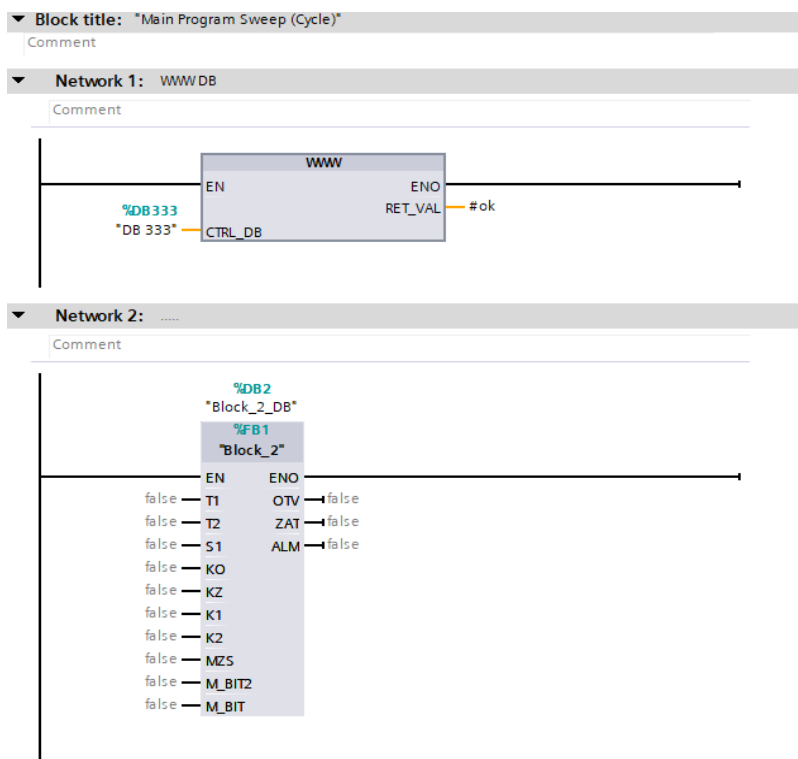 Block title: "Main Program Sweep (Cycle)"
Comment
Network 1: WWW DB
Comment
WWW
EN ENO
%DB333 RET_VAL #ok
"DB 333" CTRL_DB
Network 2: .....
Comment
%DB2
"Block_2_DB"
%FB1
"Block_2"
EN ENO
false T1 OTV false
false T2 ZAT false
false S1 ALM false
false KO
false KZ
false K1
false K2
false MZS
false M_BIT2
false M_BIT